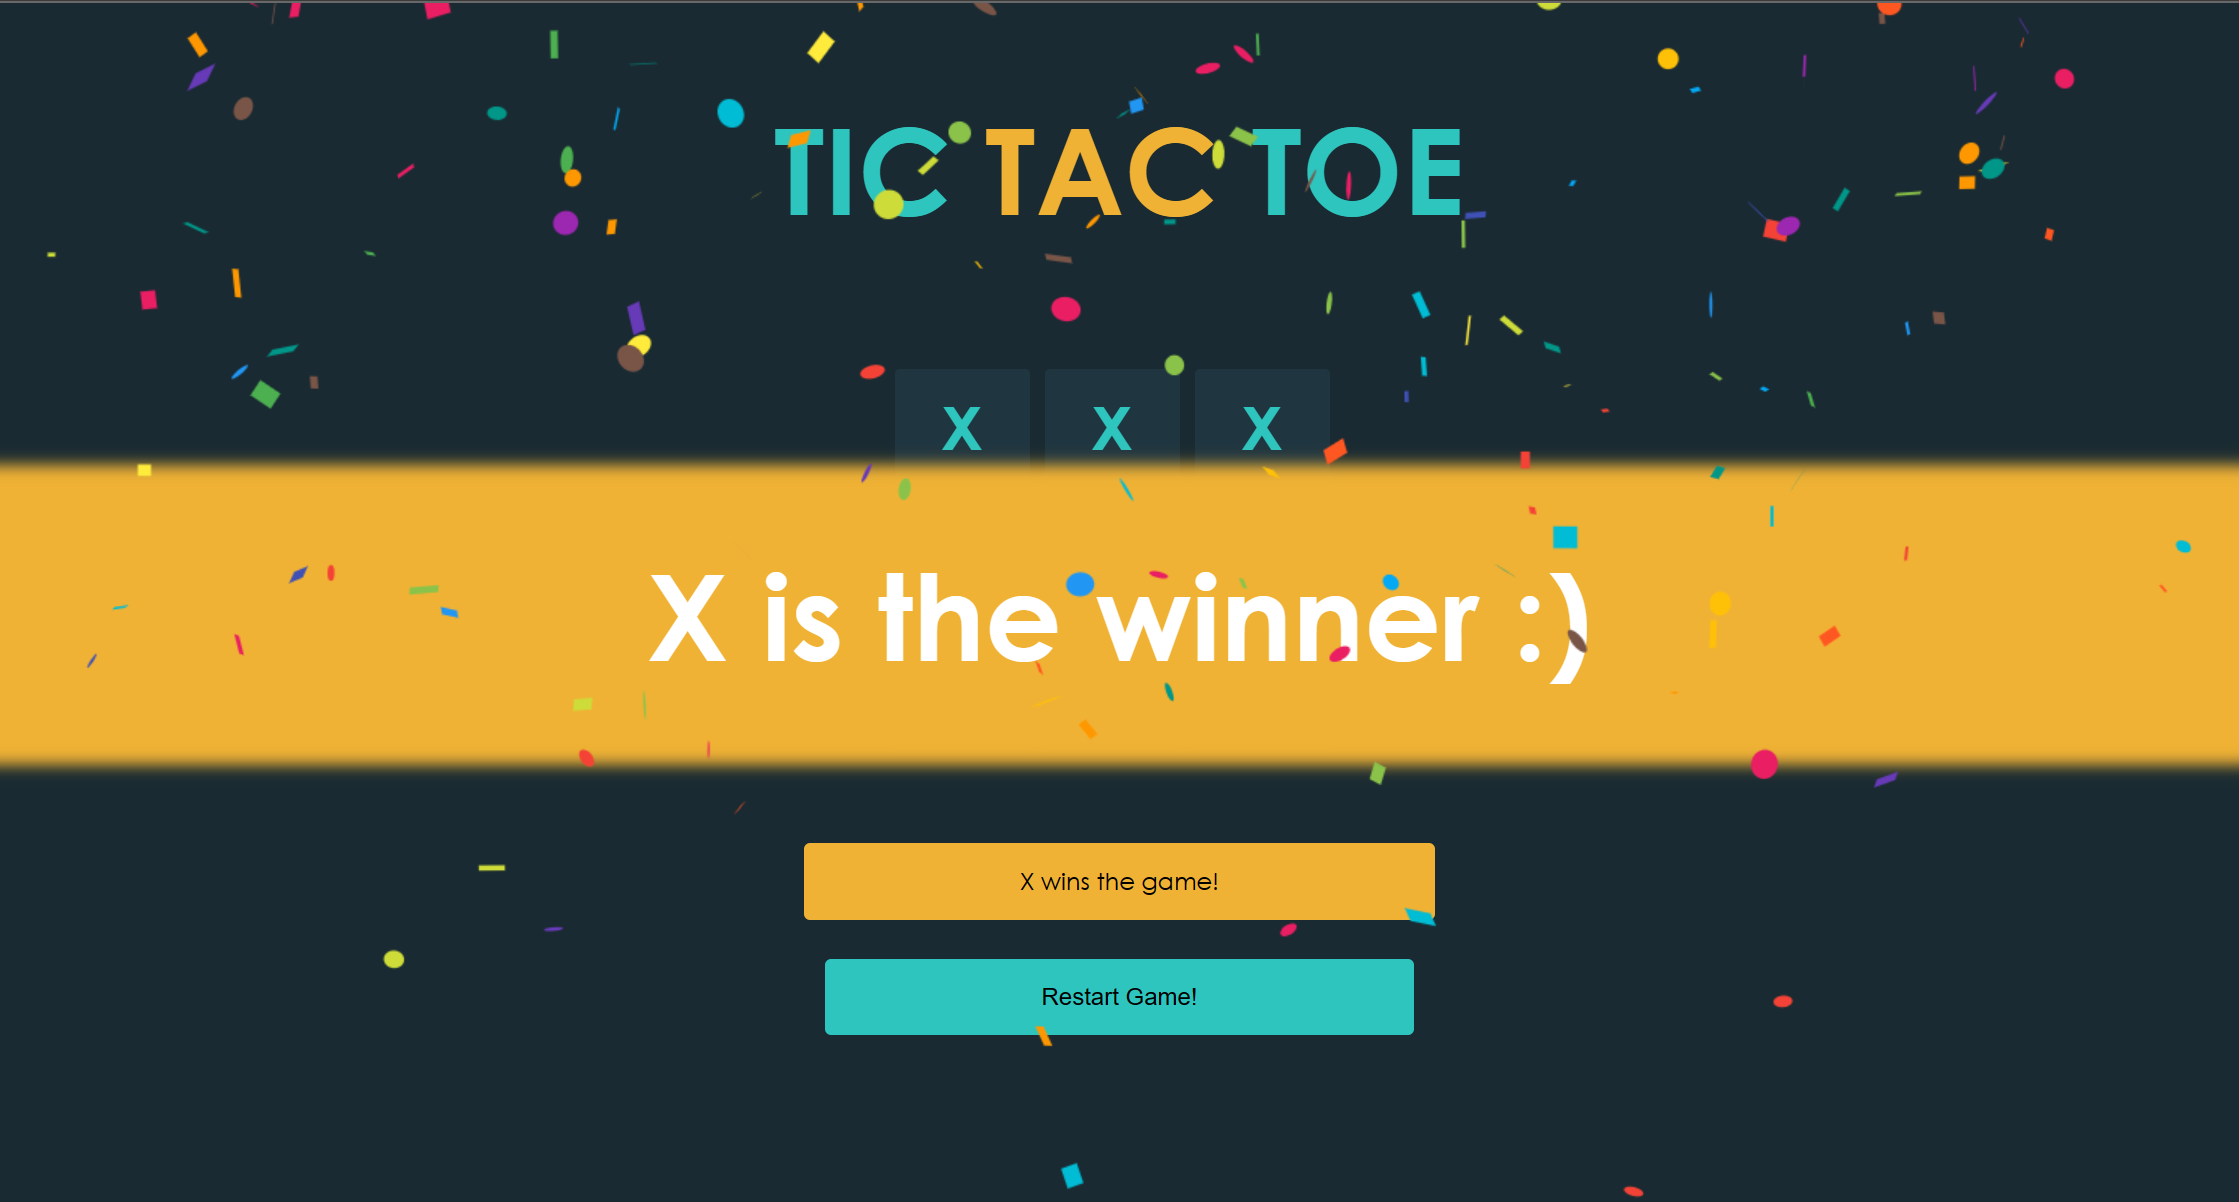 TIC TAC TOE
X X X
X is the winner :)
X wins the game!
Restart Game!